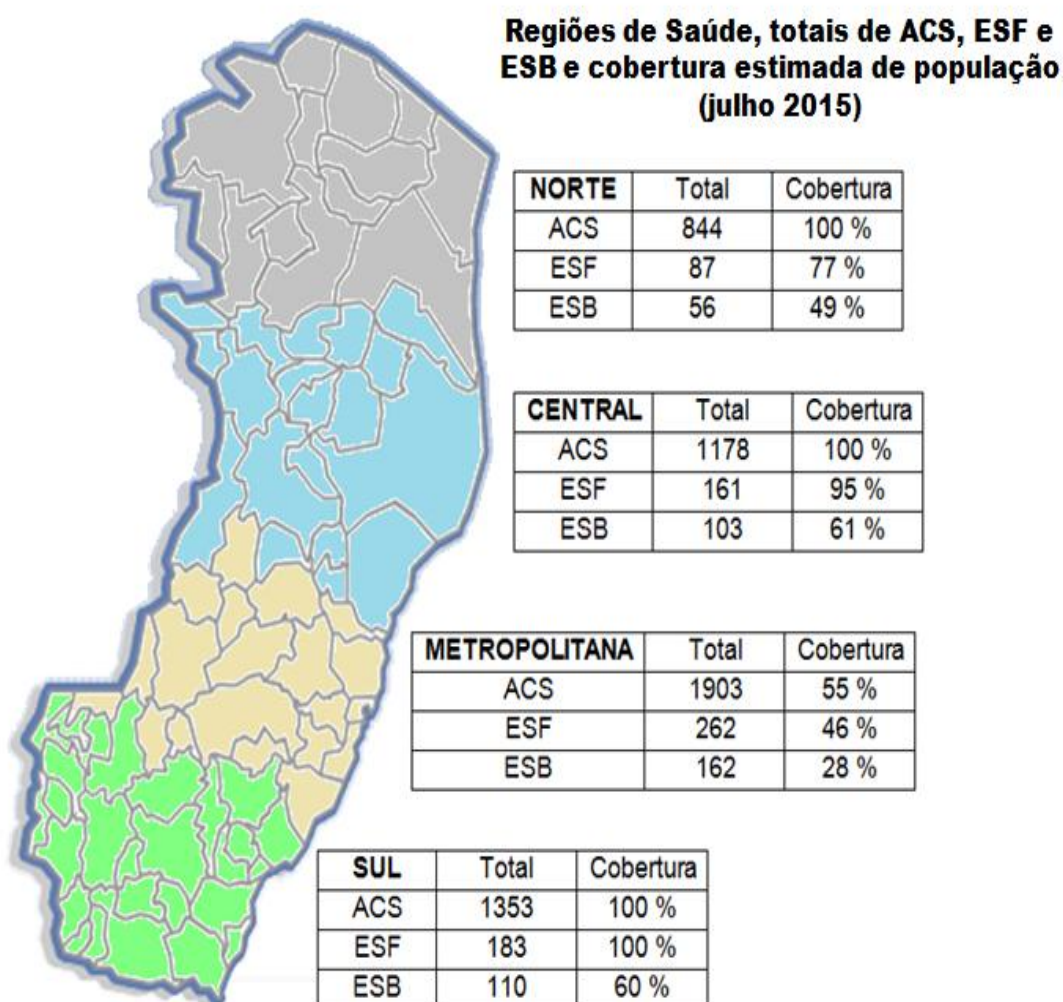 Regiões de Saúde, totais de ACS, ESF e
ESB e cobertura estimada de população
(julho 2015)
NORTE Total Cobertura
ACS 844 100 %
ESF 87 77 %
ESB 56 49 %
CENTRAL Total Cobertura
ACS 1178 100 %
ESF 161 95 %
ESB 103 61 %
METROPOLITANA Total Cobertura
ACS 1903 55 %
ESF 262 46 %
ESB 162 28 %
SUL Total Cobertura
ACS 1353 100 %
ESF 183 100 %
ESB 110 60 %